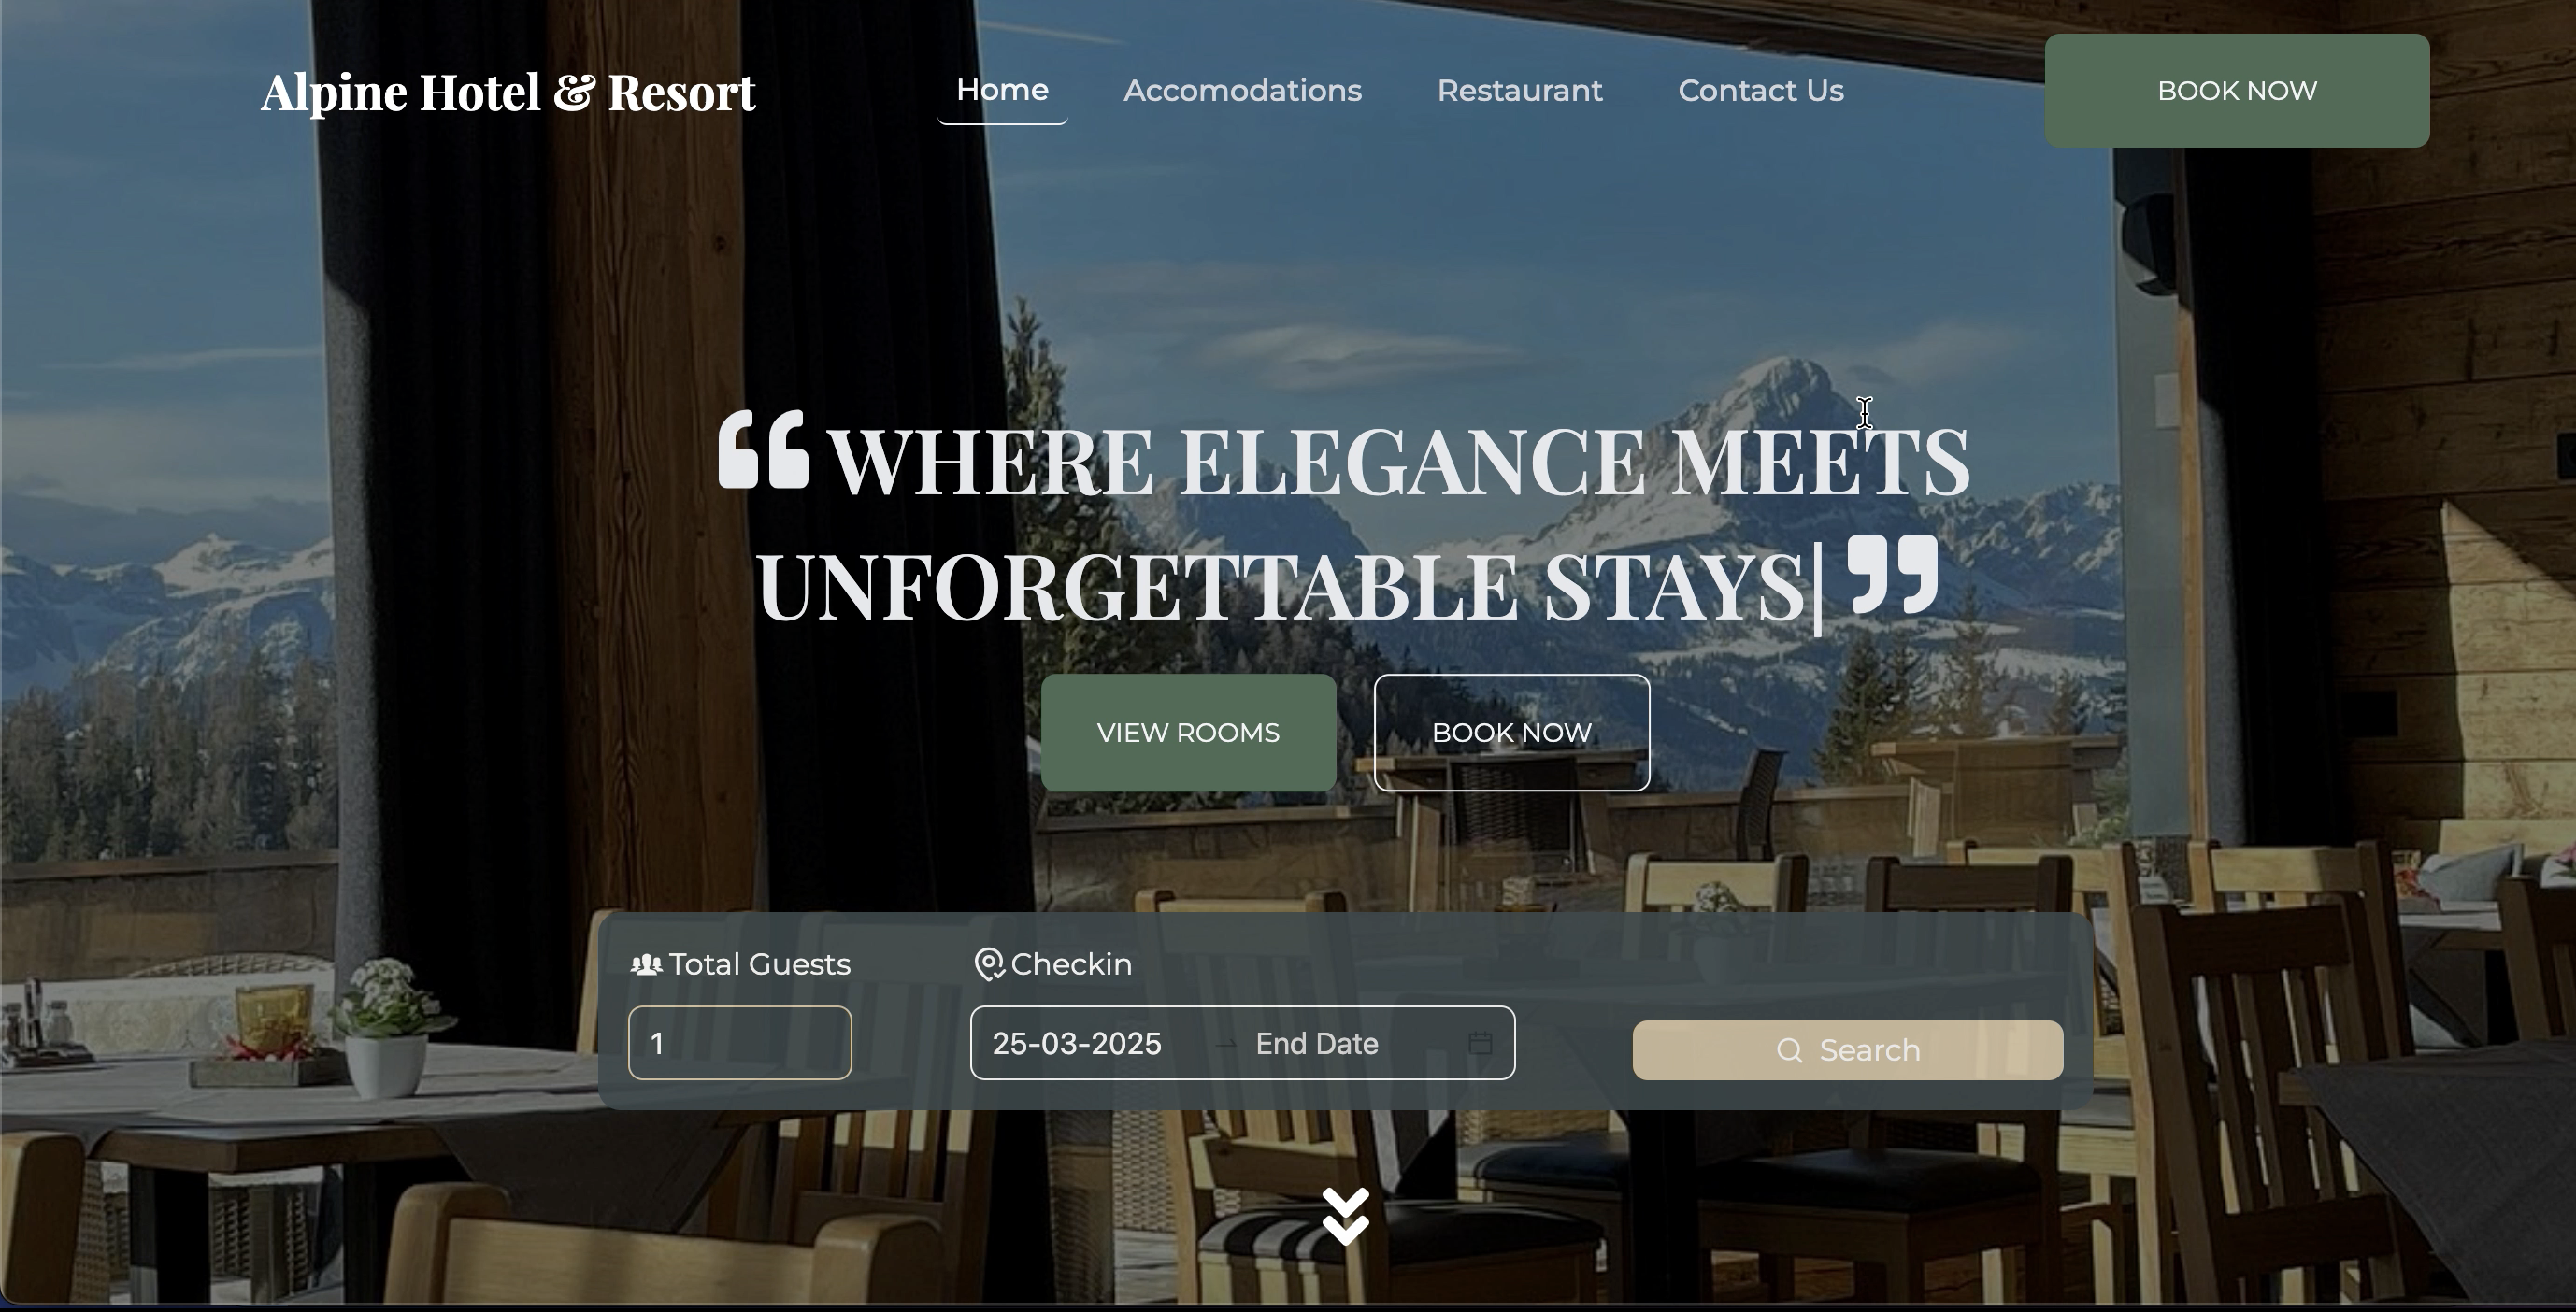 Alpine Hotel & Resort
Home
Accomodations
Restaurant
Contact Us
BOOK NOW
“ WHERE ELEGANCE MEETS
UNFORGETTABLE STAYS| ”
VIEW ROOMS
BOOK NOW
Total Guests
Checkin
1
25-03-2025 → End Date
Search